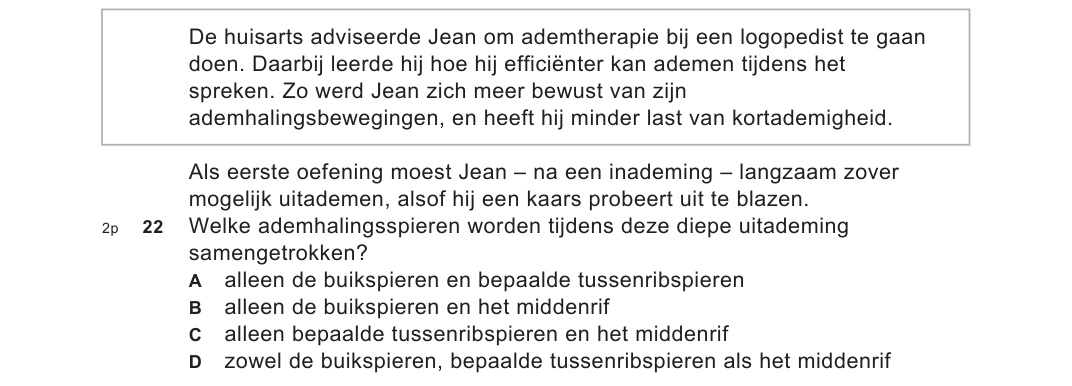 De huisarts adviseerde Jean om ademtherapie bij een logopedist te gaan
doen. Daarbij leerde hij hoe hij efficiënter kan ademen tijdens het
spreken. Zo werd Jean zich meer bewust van zijn
ademhalingsbewegingen, en heeft hij minder last van kortademigheid.
Als eerste oefening moest Jean – na een inademing – langzaam zover
mogelijk uitademen, alsof hij een kaars probeert uit te blazen.
2p 22 Welke ademhalingsspieren worden tijdens deze diepe uitademing
samengetrokken?
A alleen de buikspieren en bepaalde tussenribspieren
B alleen de buikspieren en het middenrif
C alleen bepaalde tussenribspieren en het middenrif
D zowel de buikspieren, bepaalde tussenribspieren als het middenrif